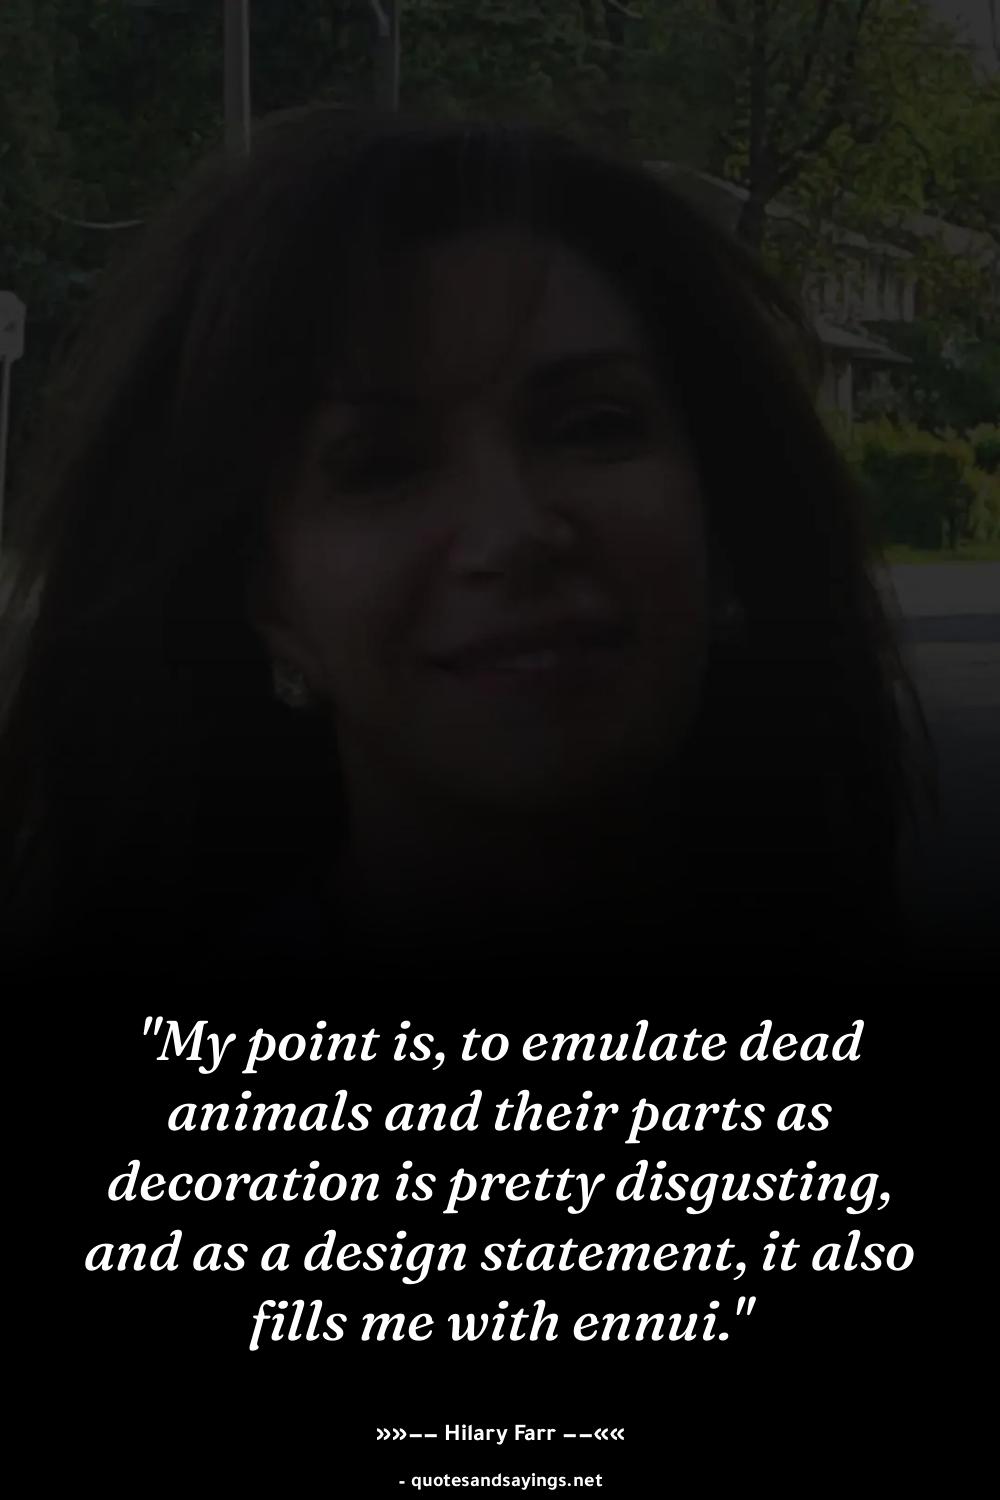 "My point is, to emulate dead
animals and their parts as
decoration is pretty disgusting,
and as a design statement, it also
fills me with ennui."
»»—— Hilary Farr ——««
- quotesandsayings.net